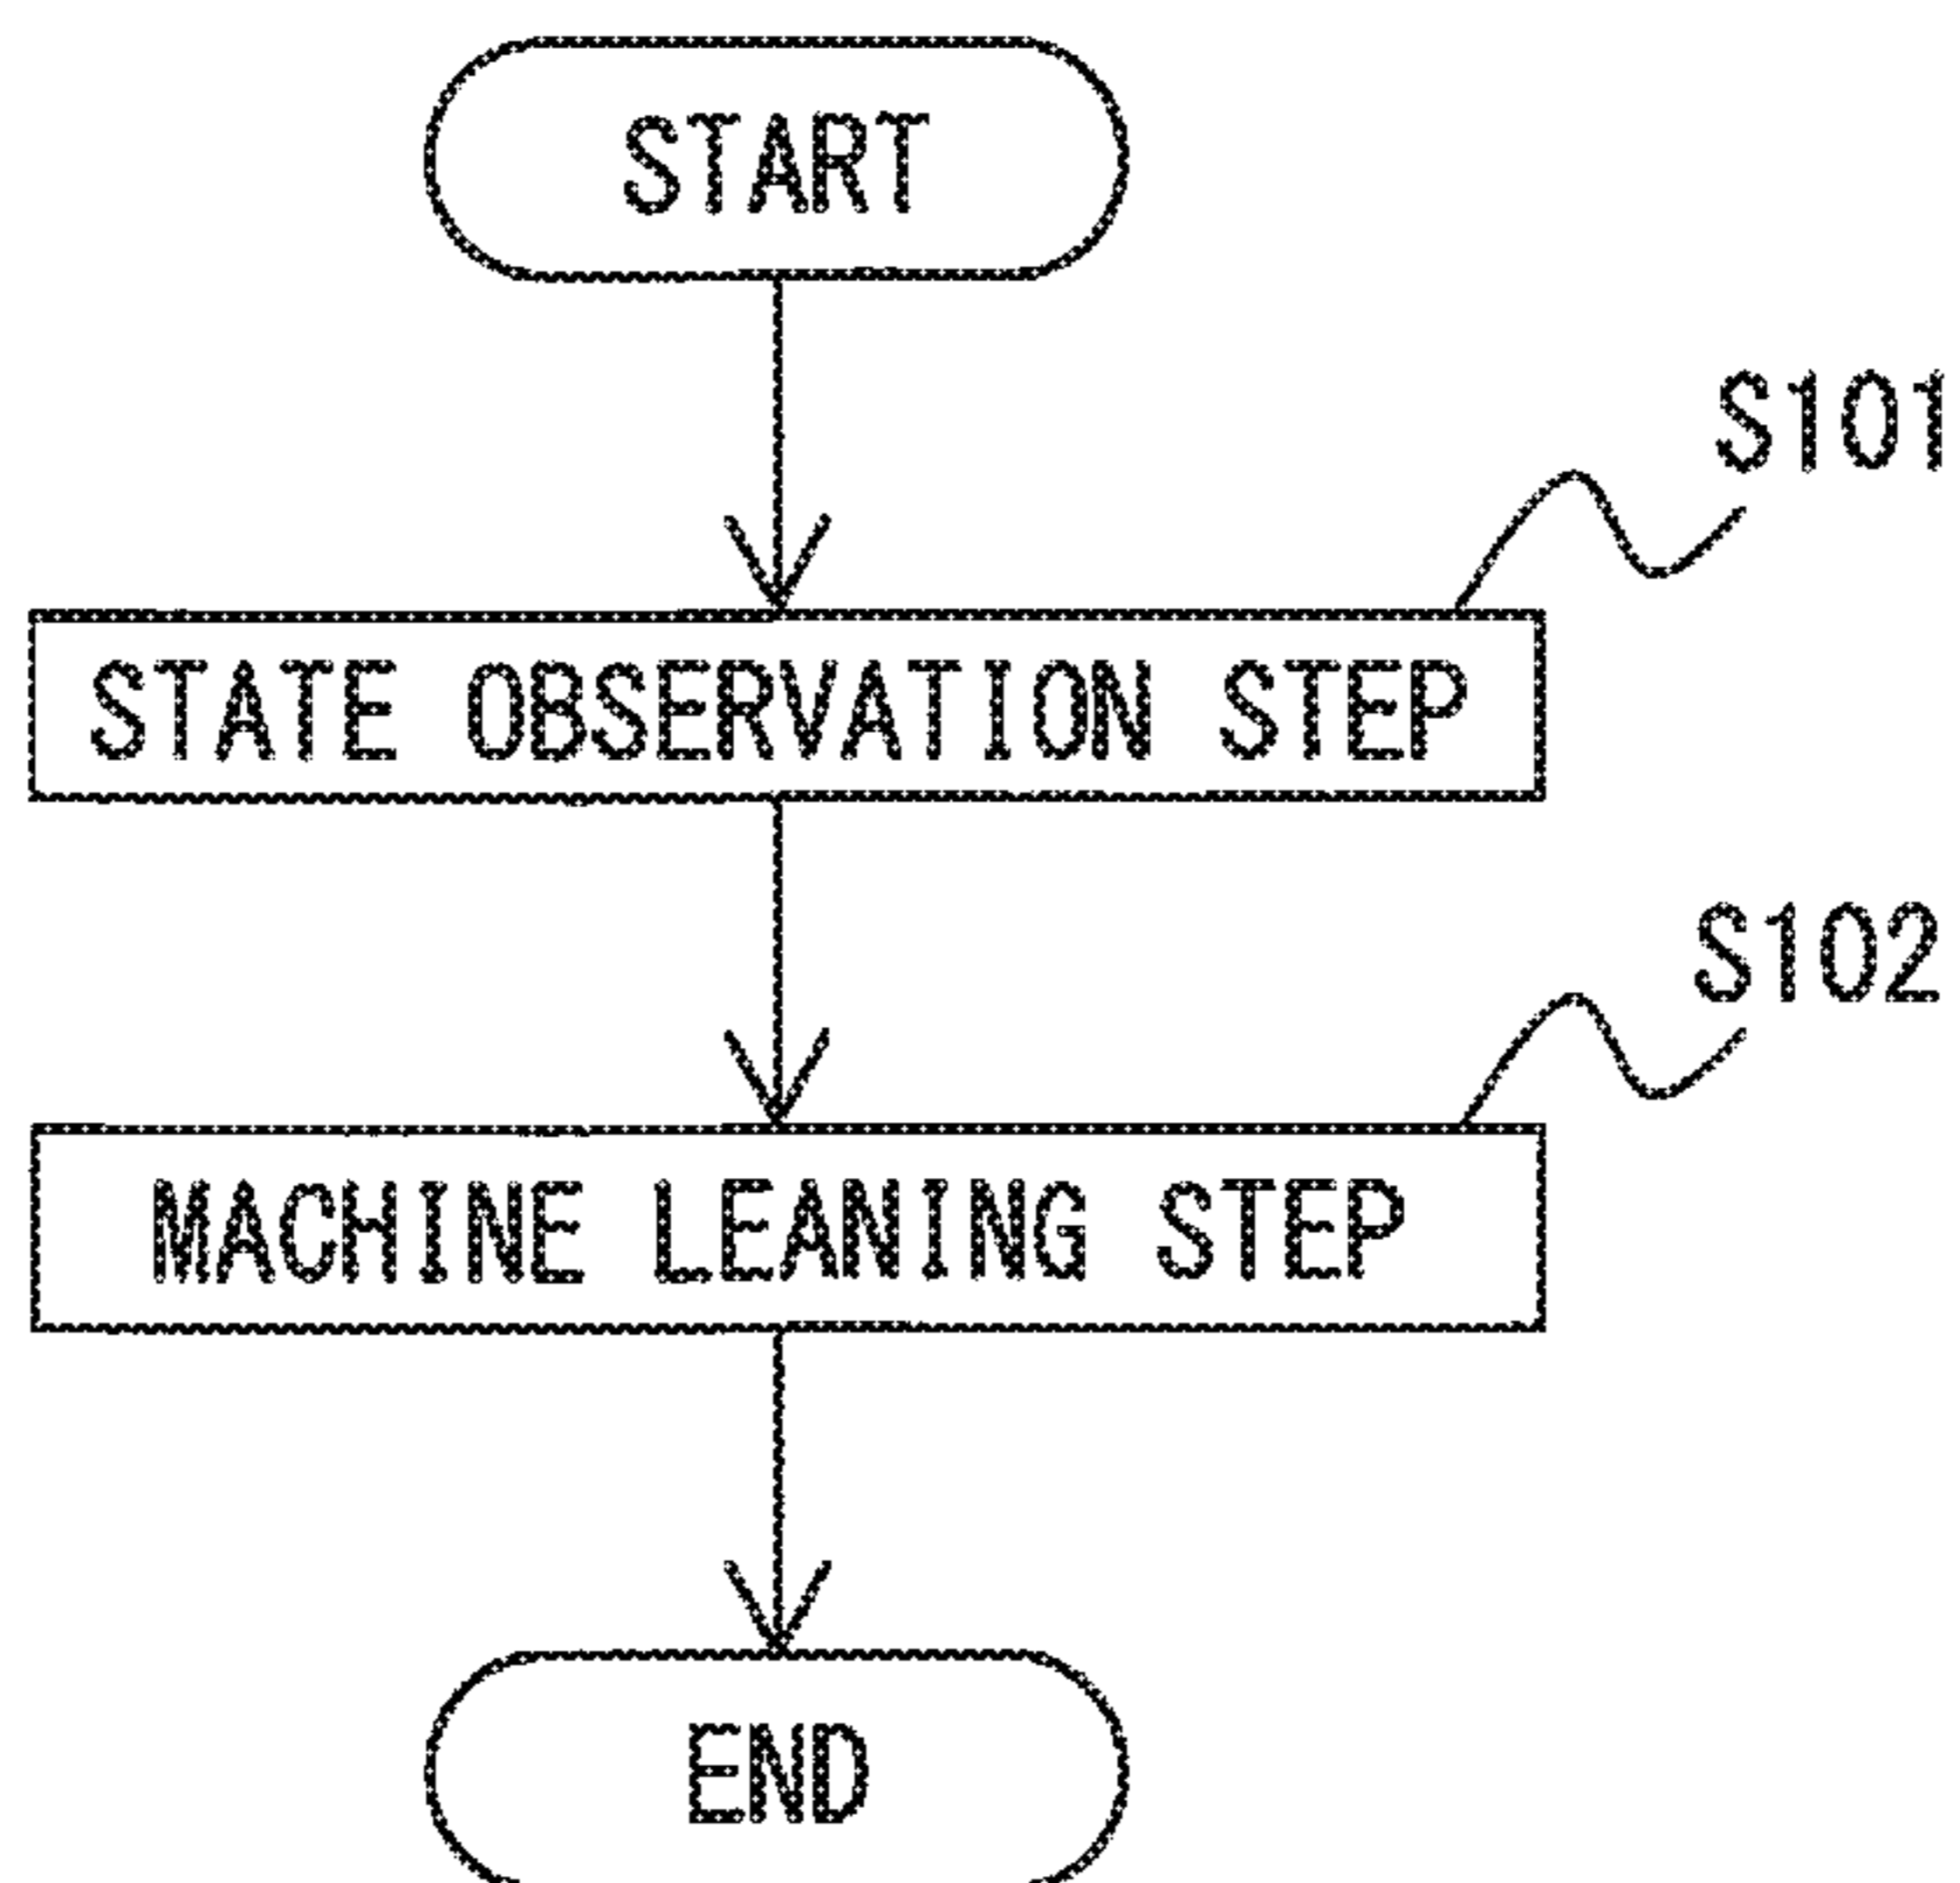 START
S101
STATE OBSERVATION STEP
S102
MACHINE LEANING STEP
END